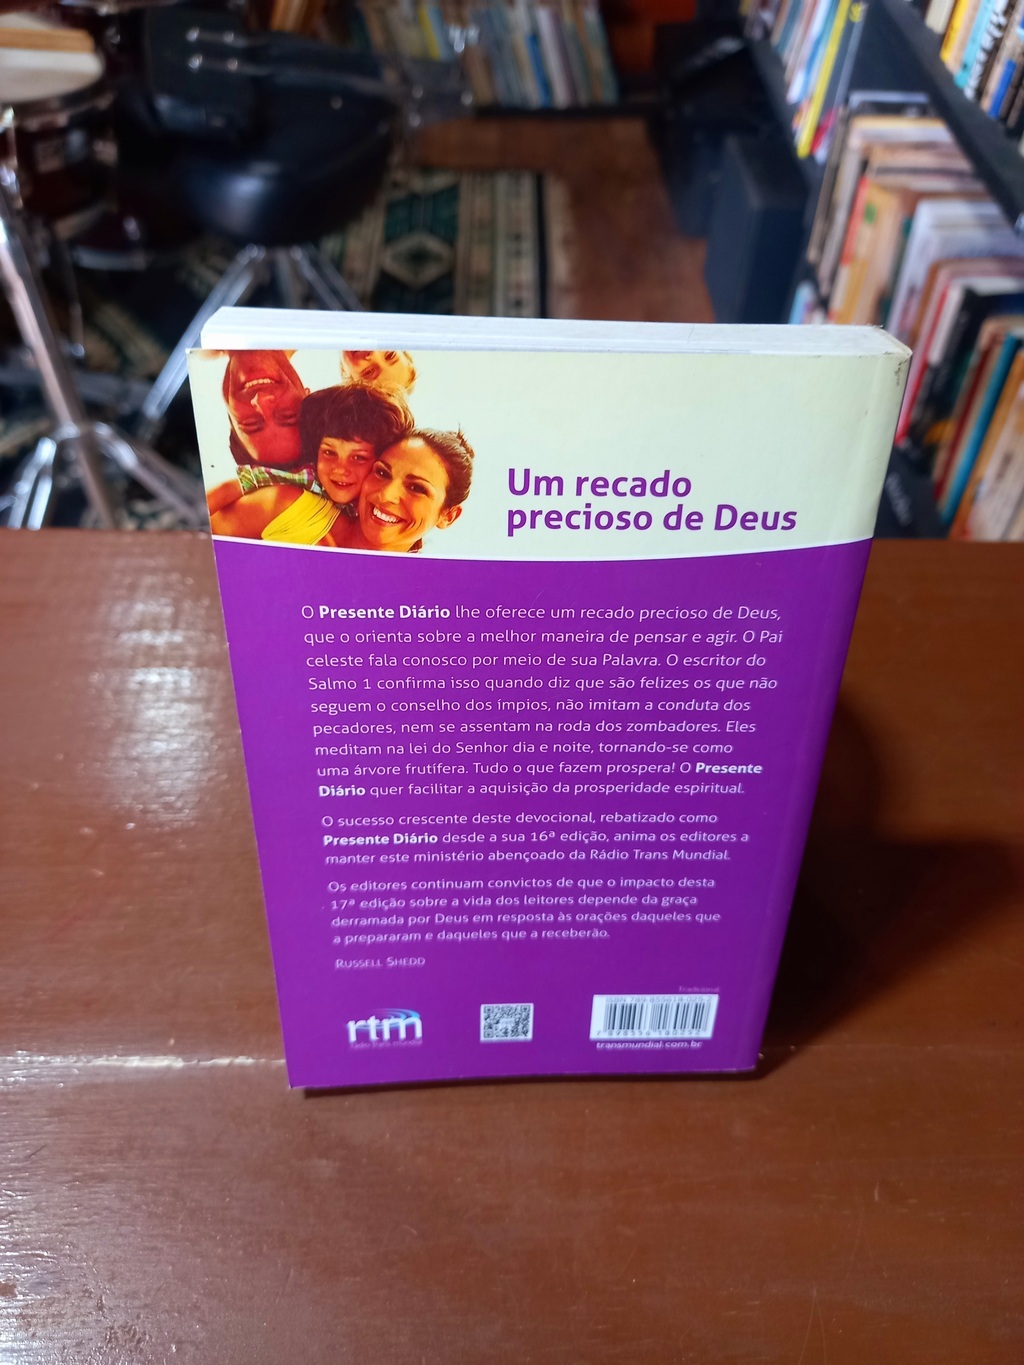 Um recado
precioso de Deus
O Presente Diário lhe oferece um recado precioso de Deus,
que o orienta sobre a melhor maneira de pensar e agir. O Pai
celeste fala conosco por meio de sua Palavra. O escritor do
Salmo 1 confirma isso quando diz que são felizes os que não
seguem o conselho dos ímpios, não imitam a conduta dos
pecadores, nem se assentam na roda dos zombadores. Eles
meditam na lei do Senhor dia e noite, tornando-se como
uma árvore frutífera. Tudo o que fazem prospera! O Presente
Diário quer facilitar a aquisição da prosperidade espiritual.
O sucesso crescente deste devocional, rebatizado como
Presente Diário desde a sua 16ª edição, anima os editores a
manter este ministério abençoado da Rádio Trans Mundial.
Os editores continuam convictos de que o impacto desta
17ª edição sobre a vida dos leitores depende da graça
derramada por Deus em resposta às orações daqueles que
a prepararam e daqueles que a receberão.
Russell Shedd
Tradicional
rtm
rádio trans mundial
transmundial.com.br